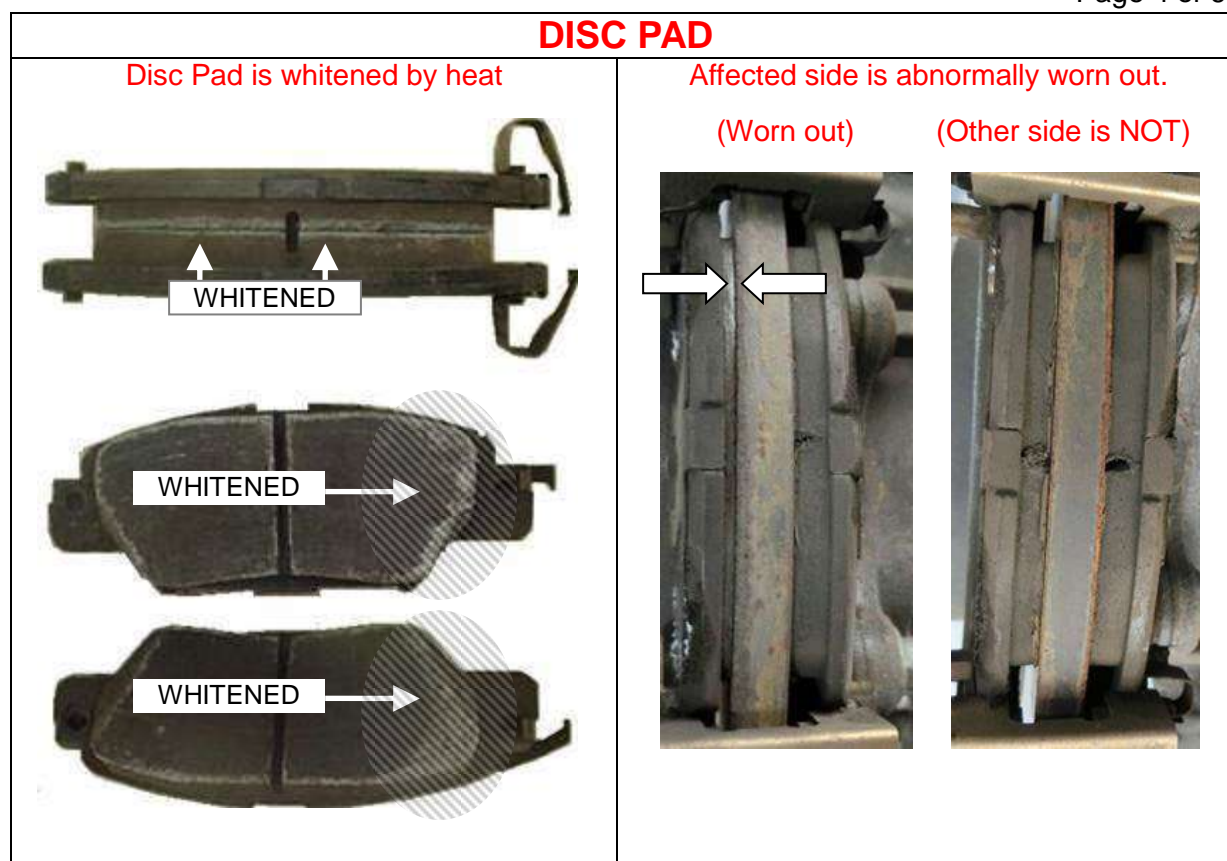 DISC PAD
Disc Pad is whitened by heat
WHITENED
WHITENED
WHITENED
Affected side is abnormally worn out.
(Worn out) (Other side is NOT)